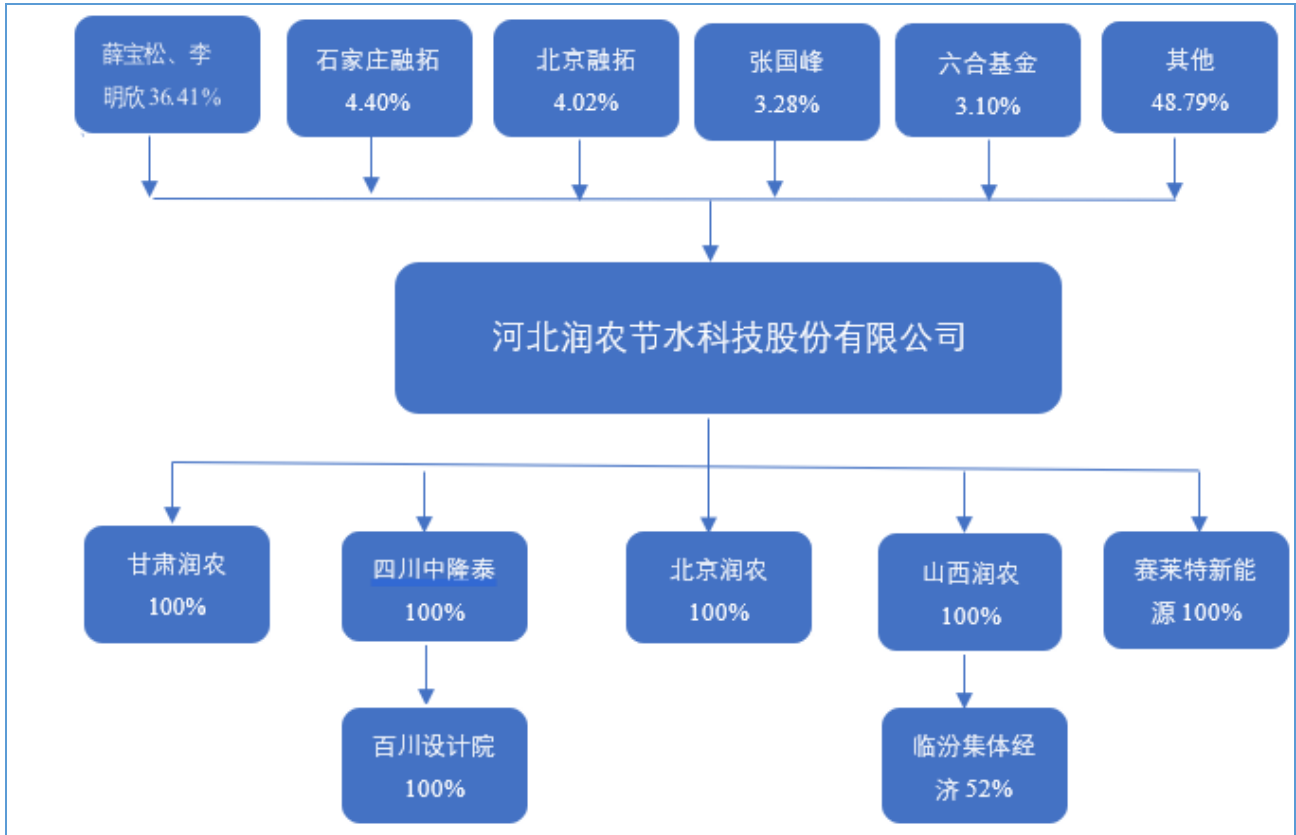 薛宝松、李
明欣 36.41%
石家庄融拓
4.40%
北京融拓
4.02%
张国峰
3.28%
六合基金
3.10%
其他
48.79%
河北润农节水科技股份有限公司
甘肃润农
100%
四川中隆泰
100%
北京润农
100%
山西润农
100%
赛莱特新能
源 100%
百川设计院
100%
临汾集体经
济 52%